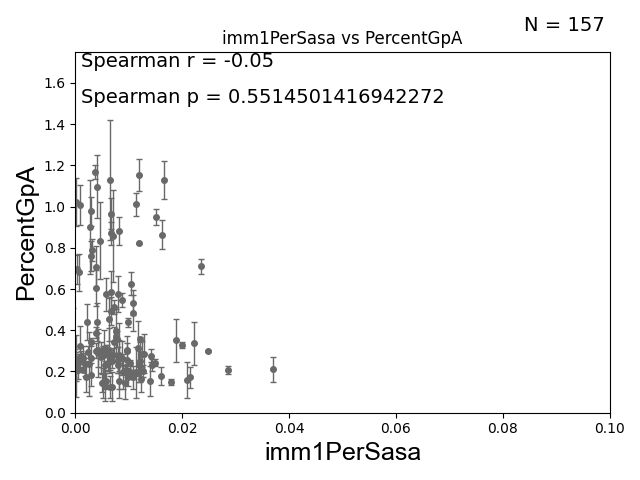 N = 157
imm1PerSasa vs PercentGpA
Spearman r = -0.05
Spearman p = 0.5514501416942272
PercentGpA
1.6
1.4
1.2
1.0
0.8
0.6
0.4
0.2
0.0
0.00 0.02 0.04 0.06 0.08 0.10
imm1PerSasa